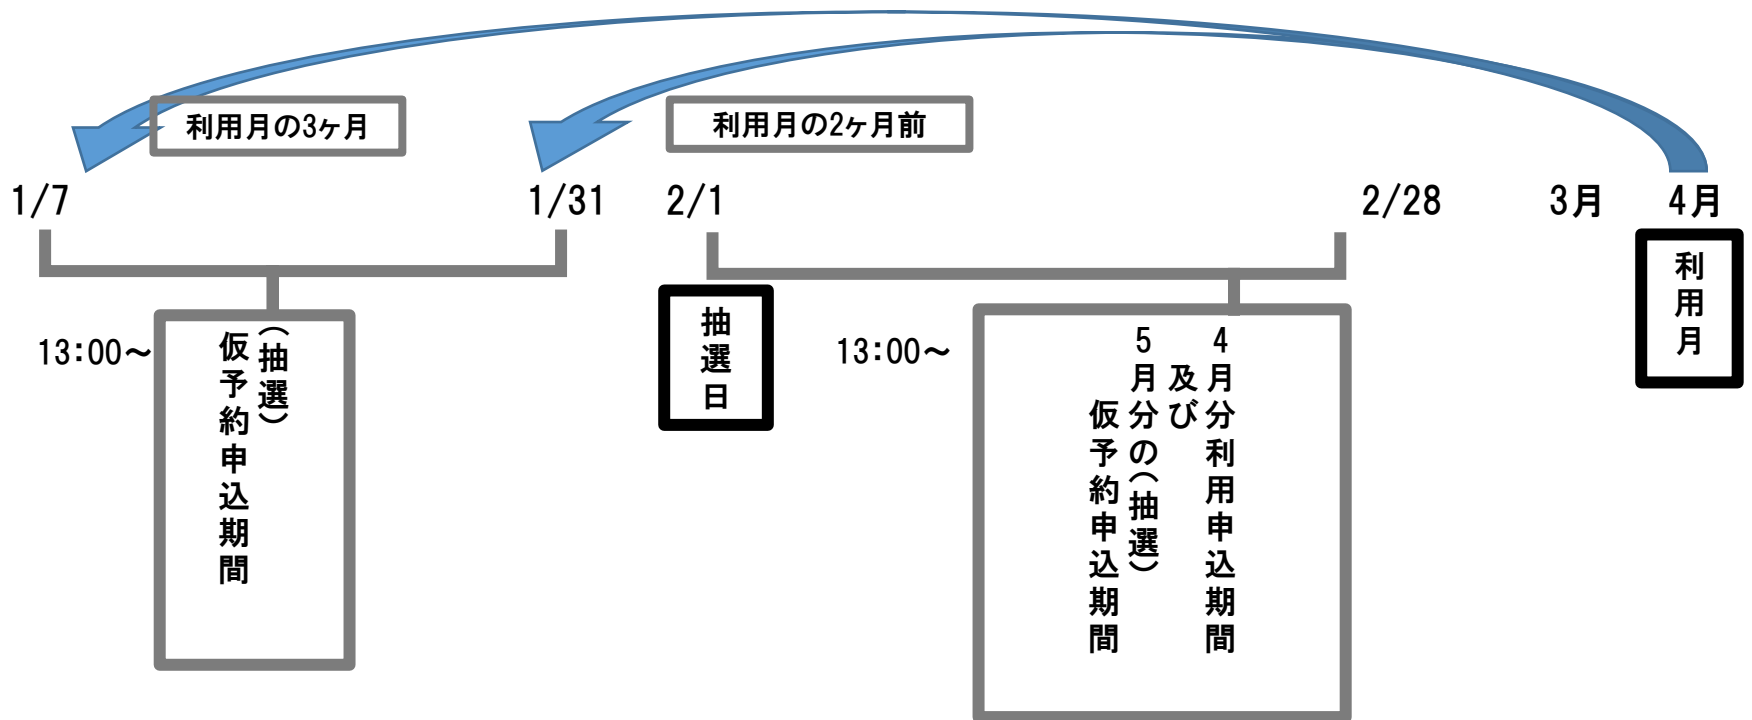 利用月の3ヶ月
利用月の2ヶ月前
1/7
1/31
2/1
2/28
3月
4月
利用月
13:00～
(抽選)
仮予約申込期間
抽選日
13:00～
4月分利用申込期間
及び
5月分の(抽選)
仮予約申込期間